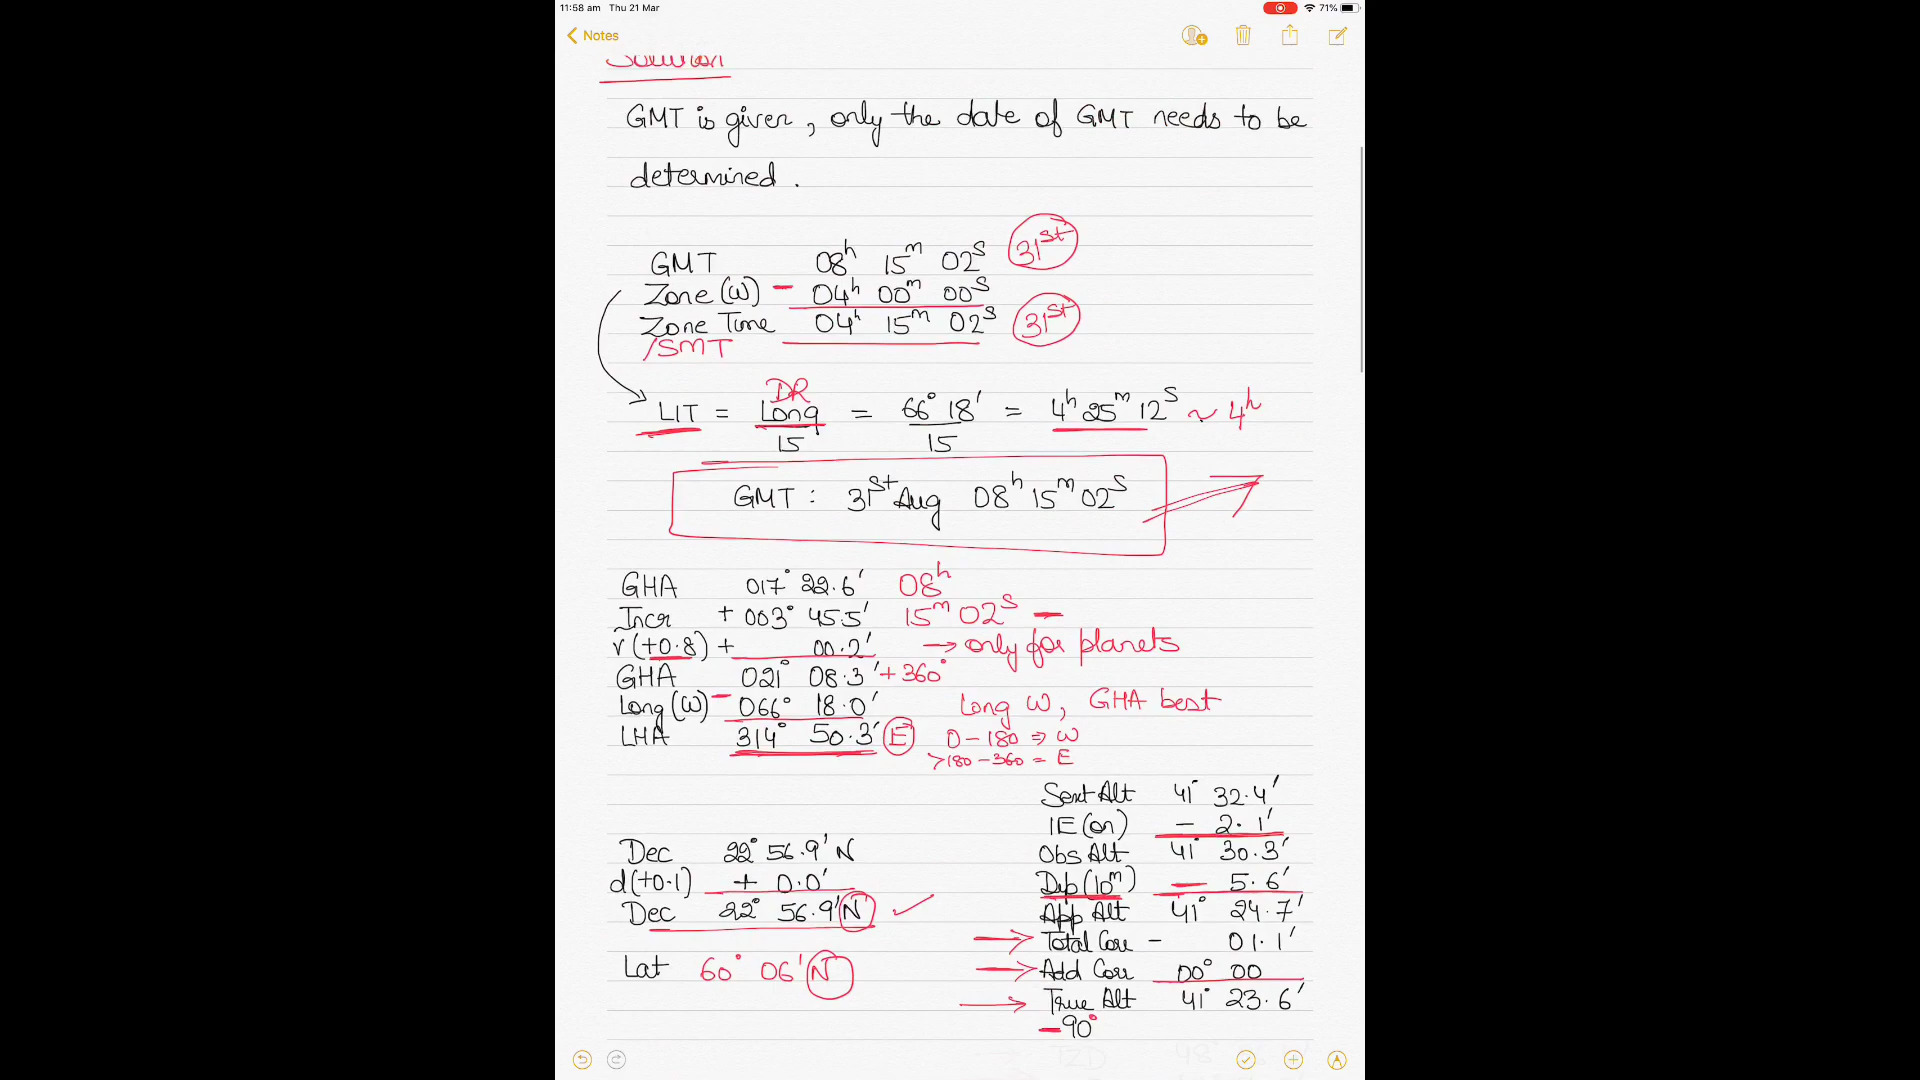 11:58 am Thu 21 Mar 71%
Notes
Solution
GMT is given, only the date of GMT needs to be
determined.
GMT 08h 15m 02s 31st
Zone (W) - 04h 00m 00s
Zone Time 04h 15m 02s 31st
/SMT
DR
LIT = Long = 66° 18' = 4h 25m 12s ~ 4h
15 15
GMT : 31st Aug 08h 15m 02s
GHA 017° 22.6' 08h
Incr + 003° 45.5' 15m 02s -
v (+0.8) + 00.2' → only for planets
GHA 021° 08.3' +360°
Long (W) - 066° 18.0' Long W, GHA best
LHA 314° 50.3' E 0-180 ⇒ W
>180-360 = E
Sext Alt 41° 32.4'
IE (on) - 2.1'
Dec 22° 56.9' N Obs Alt 41° 30.3'
d(+0.1) + 0.0' Dip (10m) - 5.6'
Dec 22° 56.9' N ✓ App Alt 41° 24.7'
→ Total Corr - 01.1'
Lat 60° 06' N → Add Corr 00° 00
→ True Alt 41° 23.6'
-90°
TZD 48°